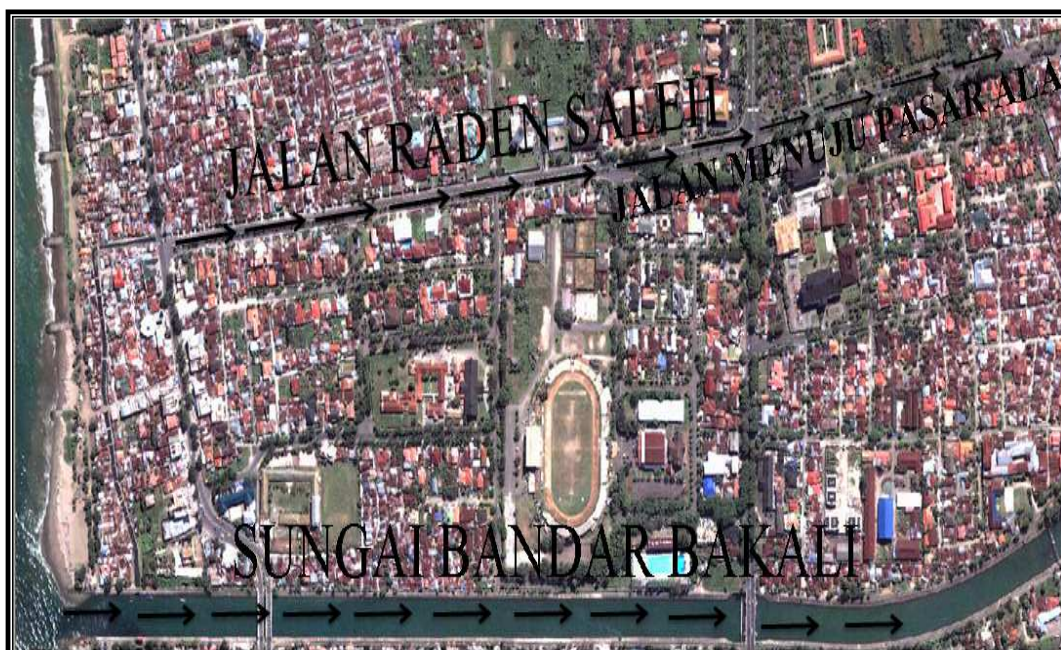 JALAN RADEN SALEH
JALAN MENUJU PASAR ALA
SUNGAI BANDAR BAKALI